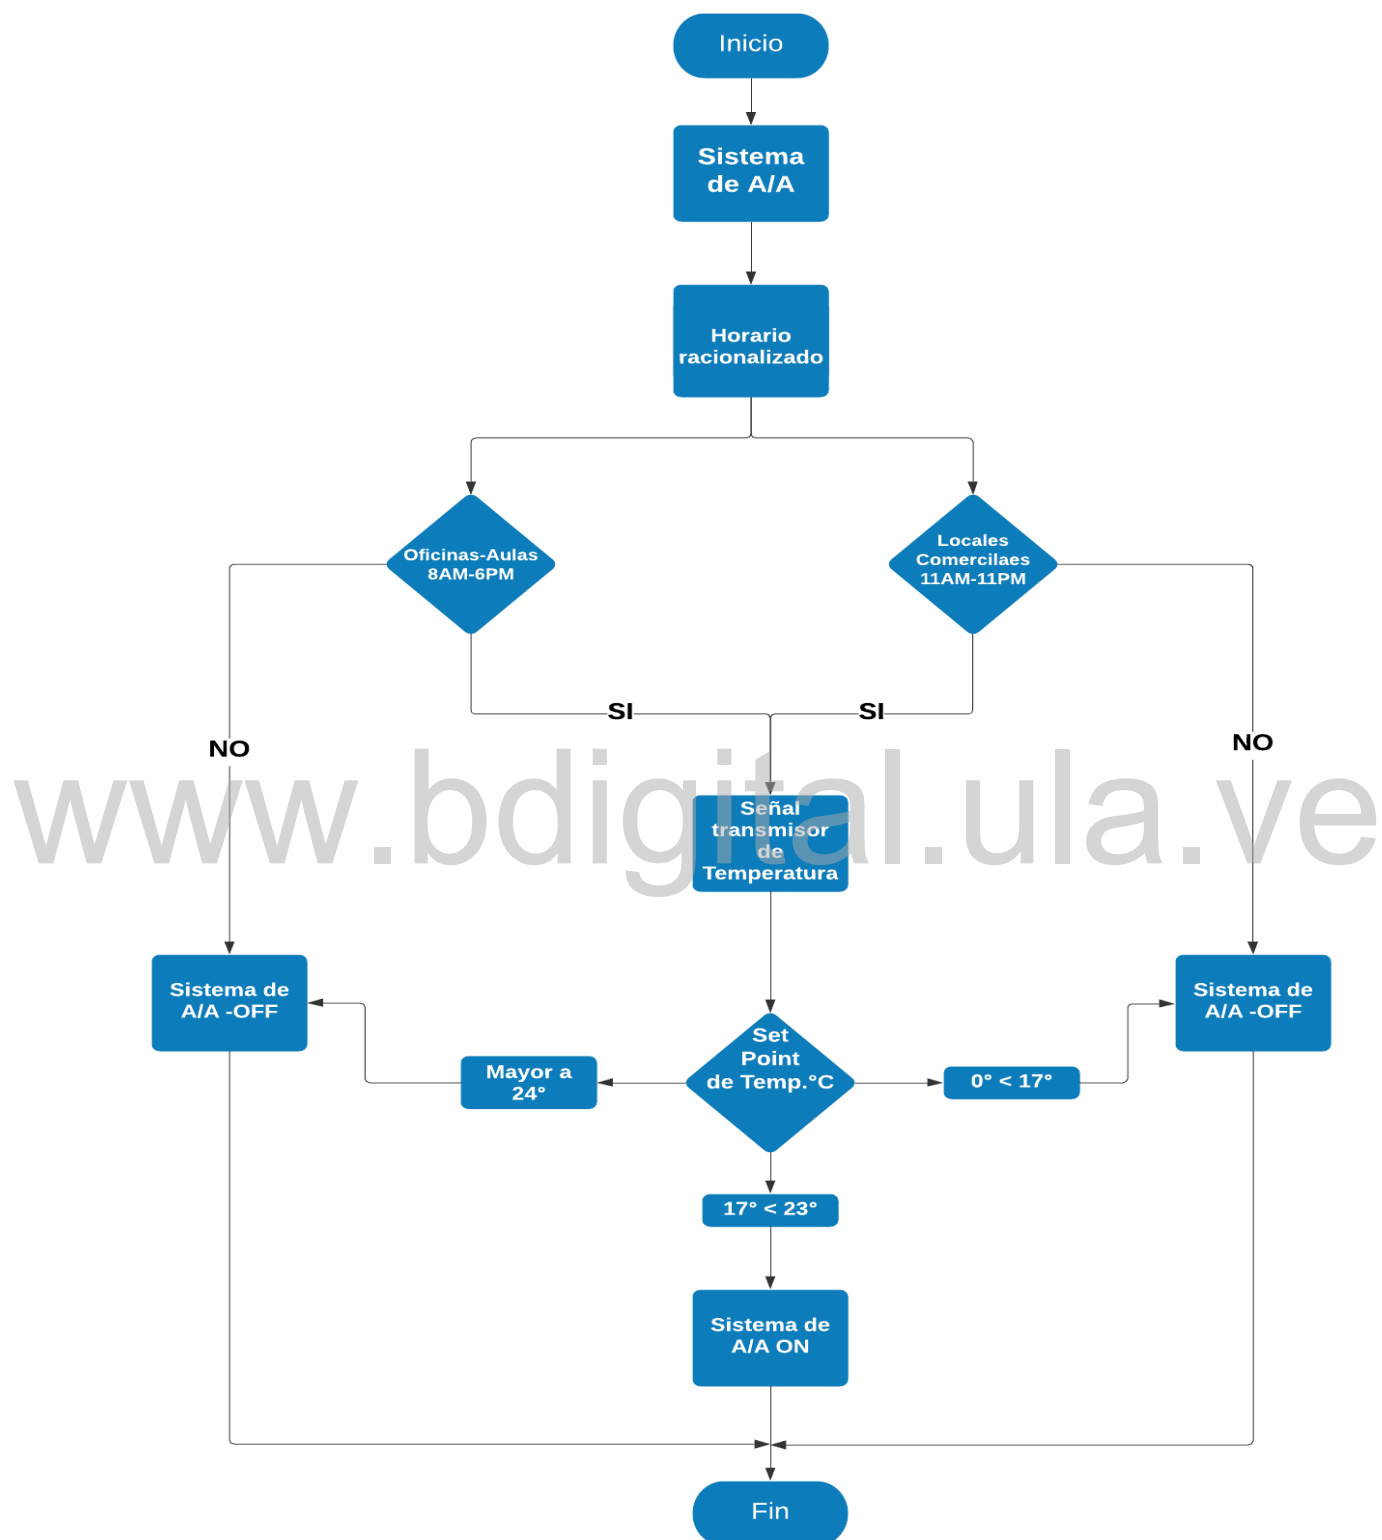 Inicio
Sistema
de A/A
Horario
racionalizado
Oficinas-Aulas
8AM-6PM
Locales
Comercilaes
11AM-11PM
SI
SI
NO
NO
www.bdigital.ula.ve
Señal
transmisor
de
Temperatura
Sistema de
A/A -OFF
Sistema de
A/A -OFF
Set
Point
de Temp.°C
Mayor a
24°
0° < 17°
17° < 23°
Sistema de
A/A ON
Fin